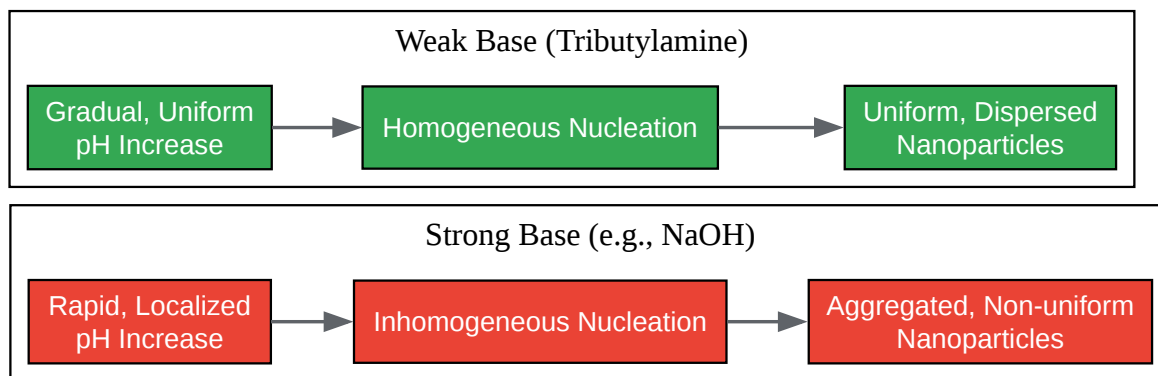 Weak Base (Tributylamine)
Gradual, Uniform
pH Increase
Homogeneous Nucleation
Uniform, Dispersed
Nanoparticles
Strong Base (e.g., NaOH)
Rapid, Localized
pH Increase
Inhomogeneous Nucleation
Aggregated, Non-uniform
Nanoparticles